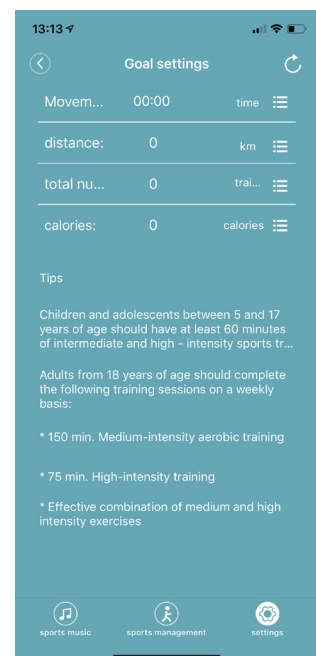 13:13
Goal settings
Movem... 00:00 time
distance: 0 km
total nu... 0 trai...
calories: 0 calories
Tips
Children and adolescents between 5 and 17
years of age should have at least 60 minutes
of intermediate and high - intensity sports tr...
Adults from 18 years of age should complete
the following training sessions on a weekly
basis:
* 150 min. Medium-intensity aerobic training
* 75 min. High-intensity training
* Effective combination of medium and high
intensity exercises
sports music sports management settings